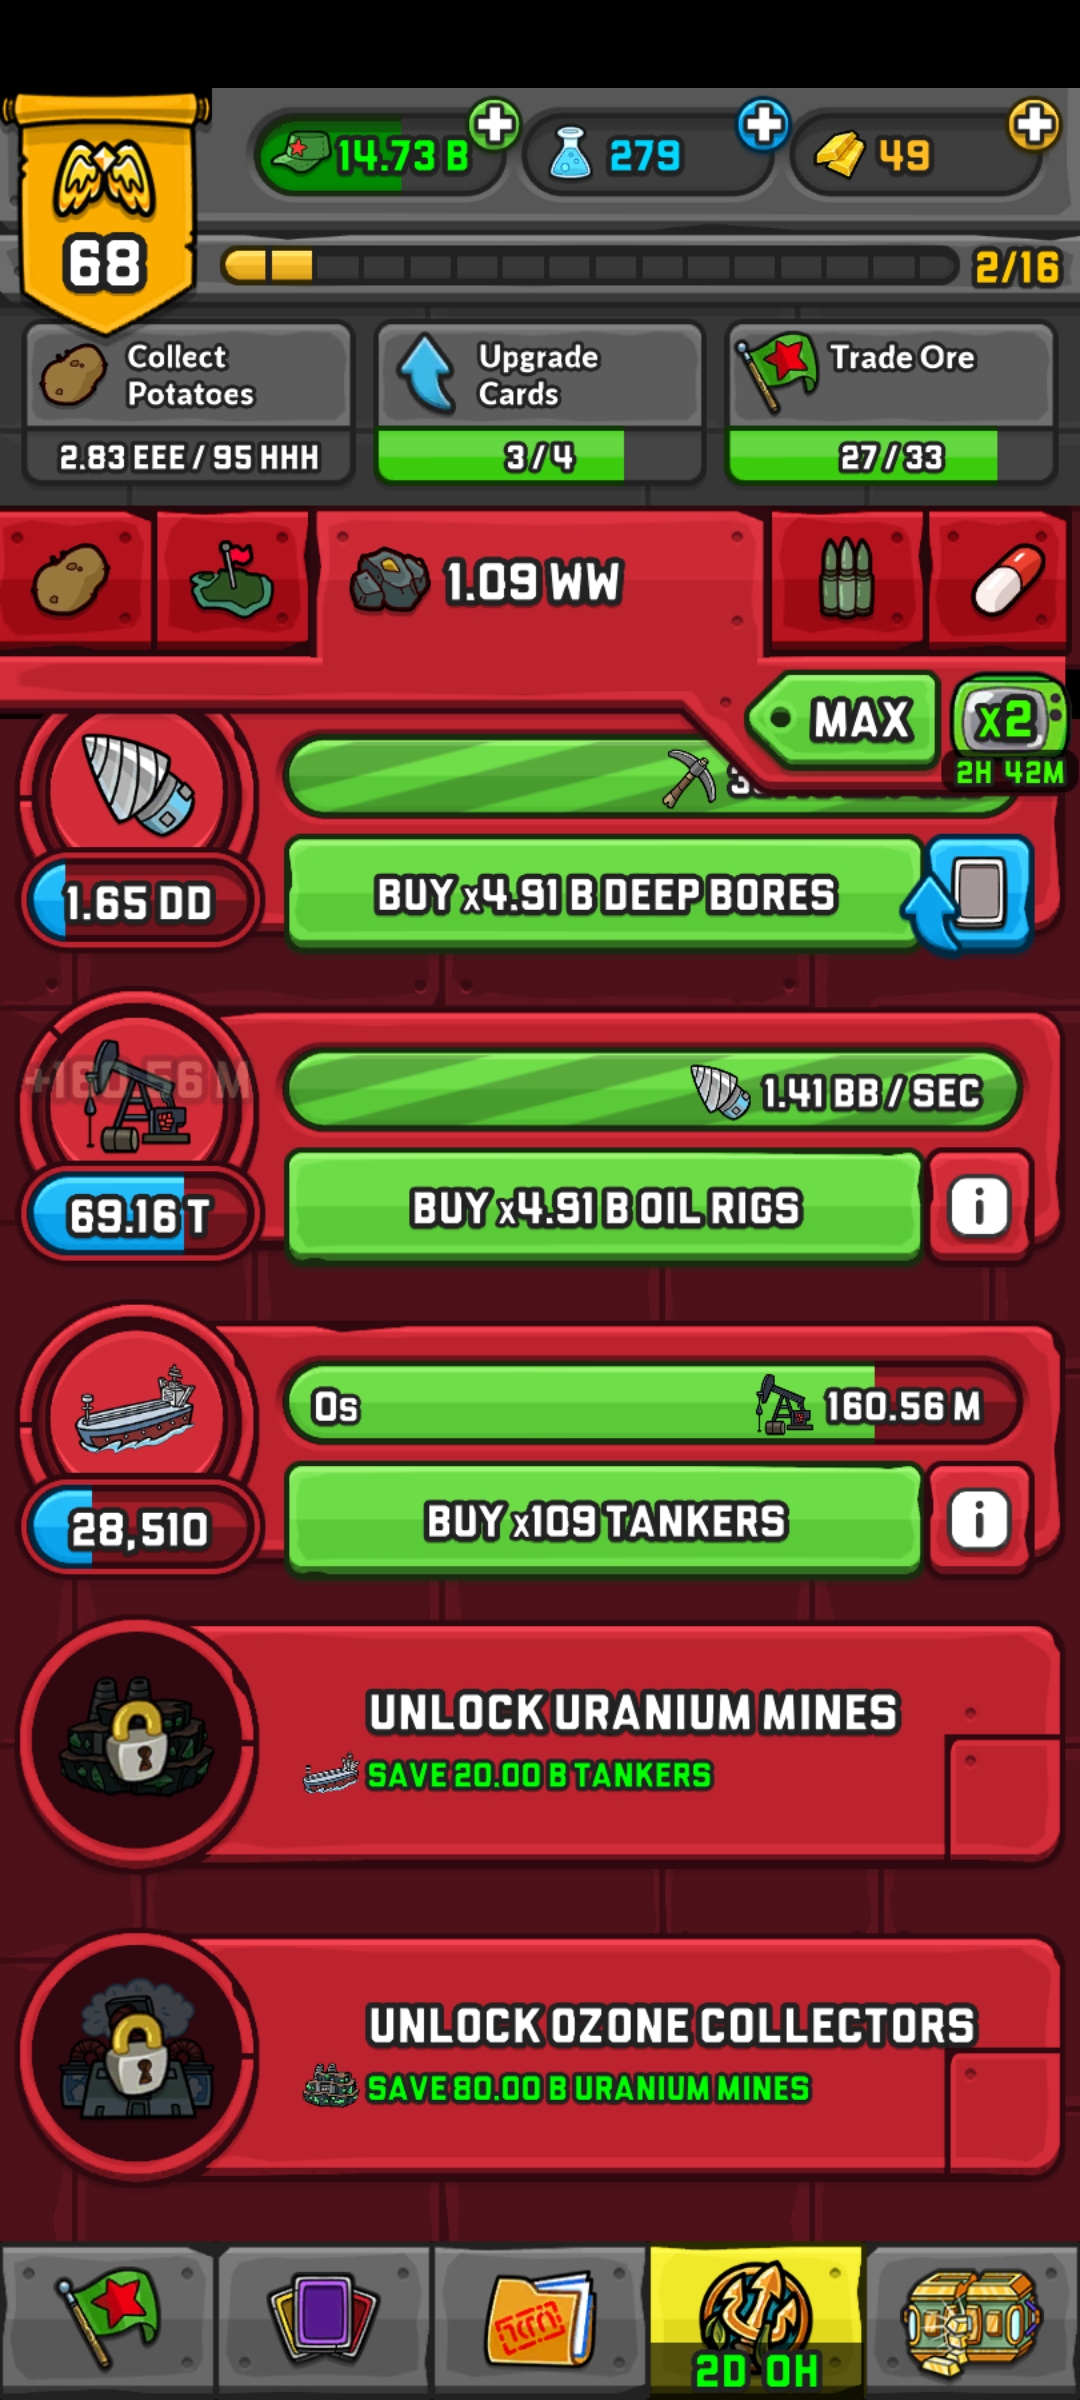 14.73 B
279
49
68
2/16
Collect
Potatoes
Upgrade
Cards
Trade Ore
2.83 EEE / 95 HHH
3/4
27/33
1.09 WW
MAX
x2
2H 42M
1.65 DD
BUY x4.91 B DEEP BORES
+160.56 M
1.41 BB / SEC
69.16 T
BUY x4.91 B OIL RIGS
i
0s
160.56 M
28,510
BUY x109 TANKERS
i
UNLOCK URANIUM MINES
SAVE 20.00 B TANKERS
UNLOCK OZONE COLLECTORS
SAVE 80.00 B URANIUM MINES
2D 0H